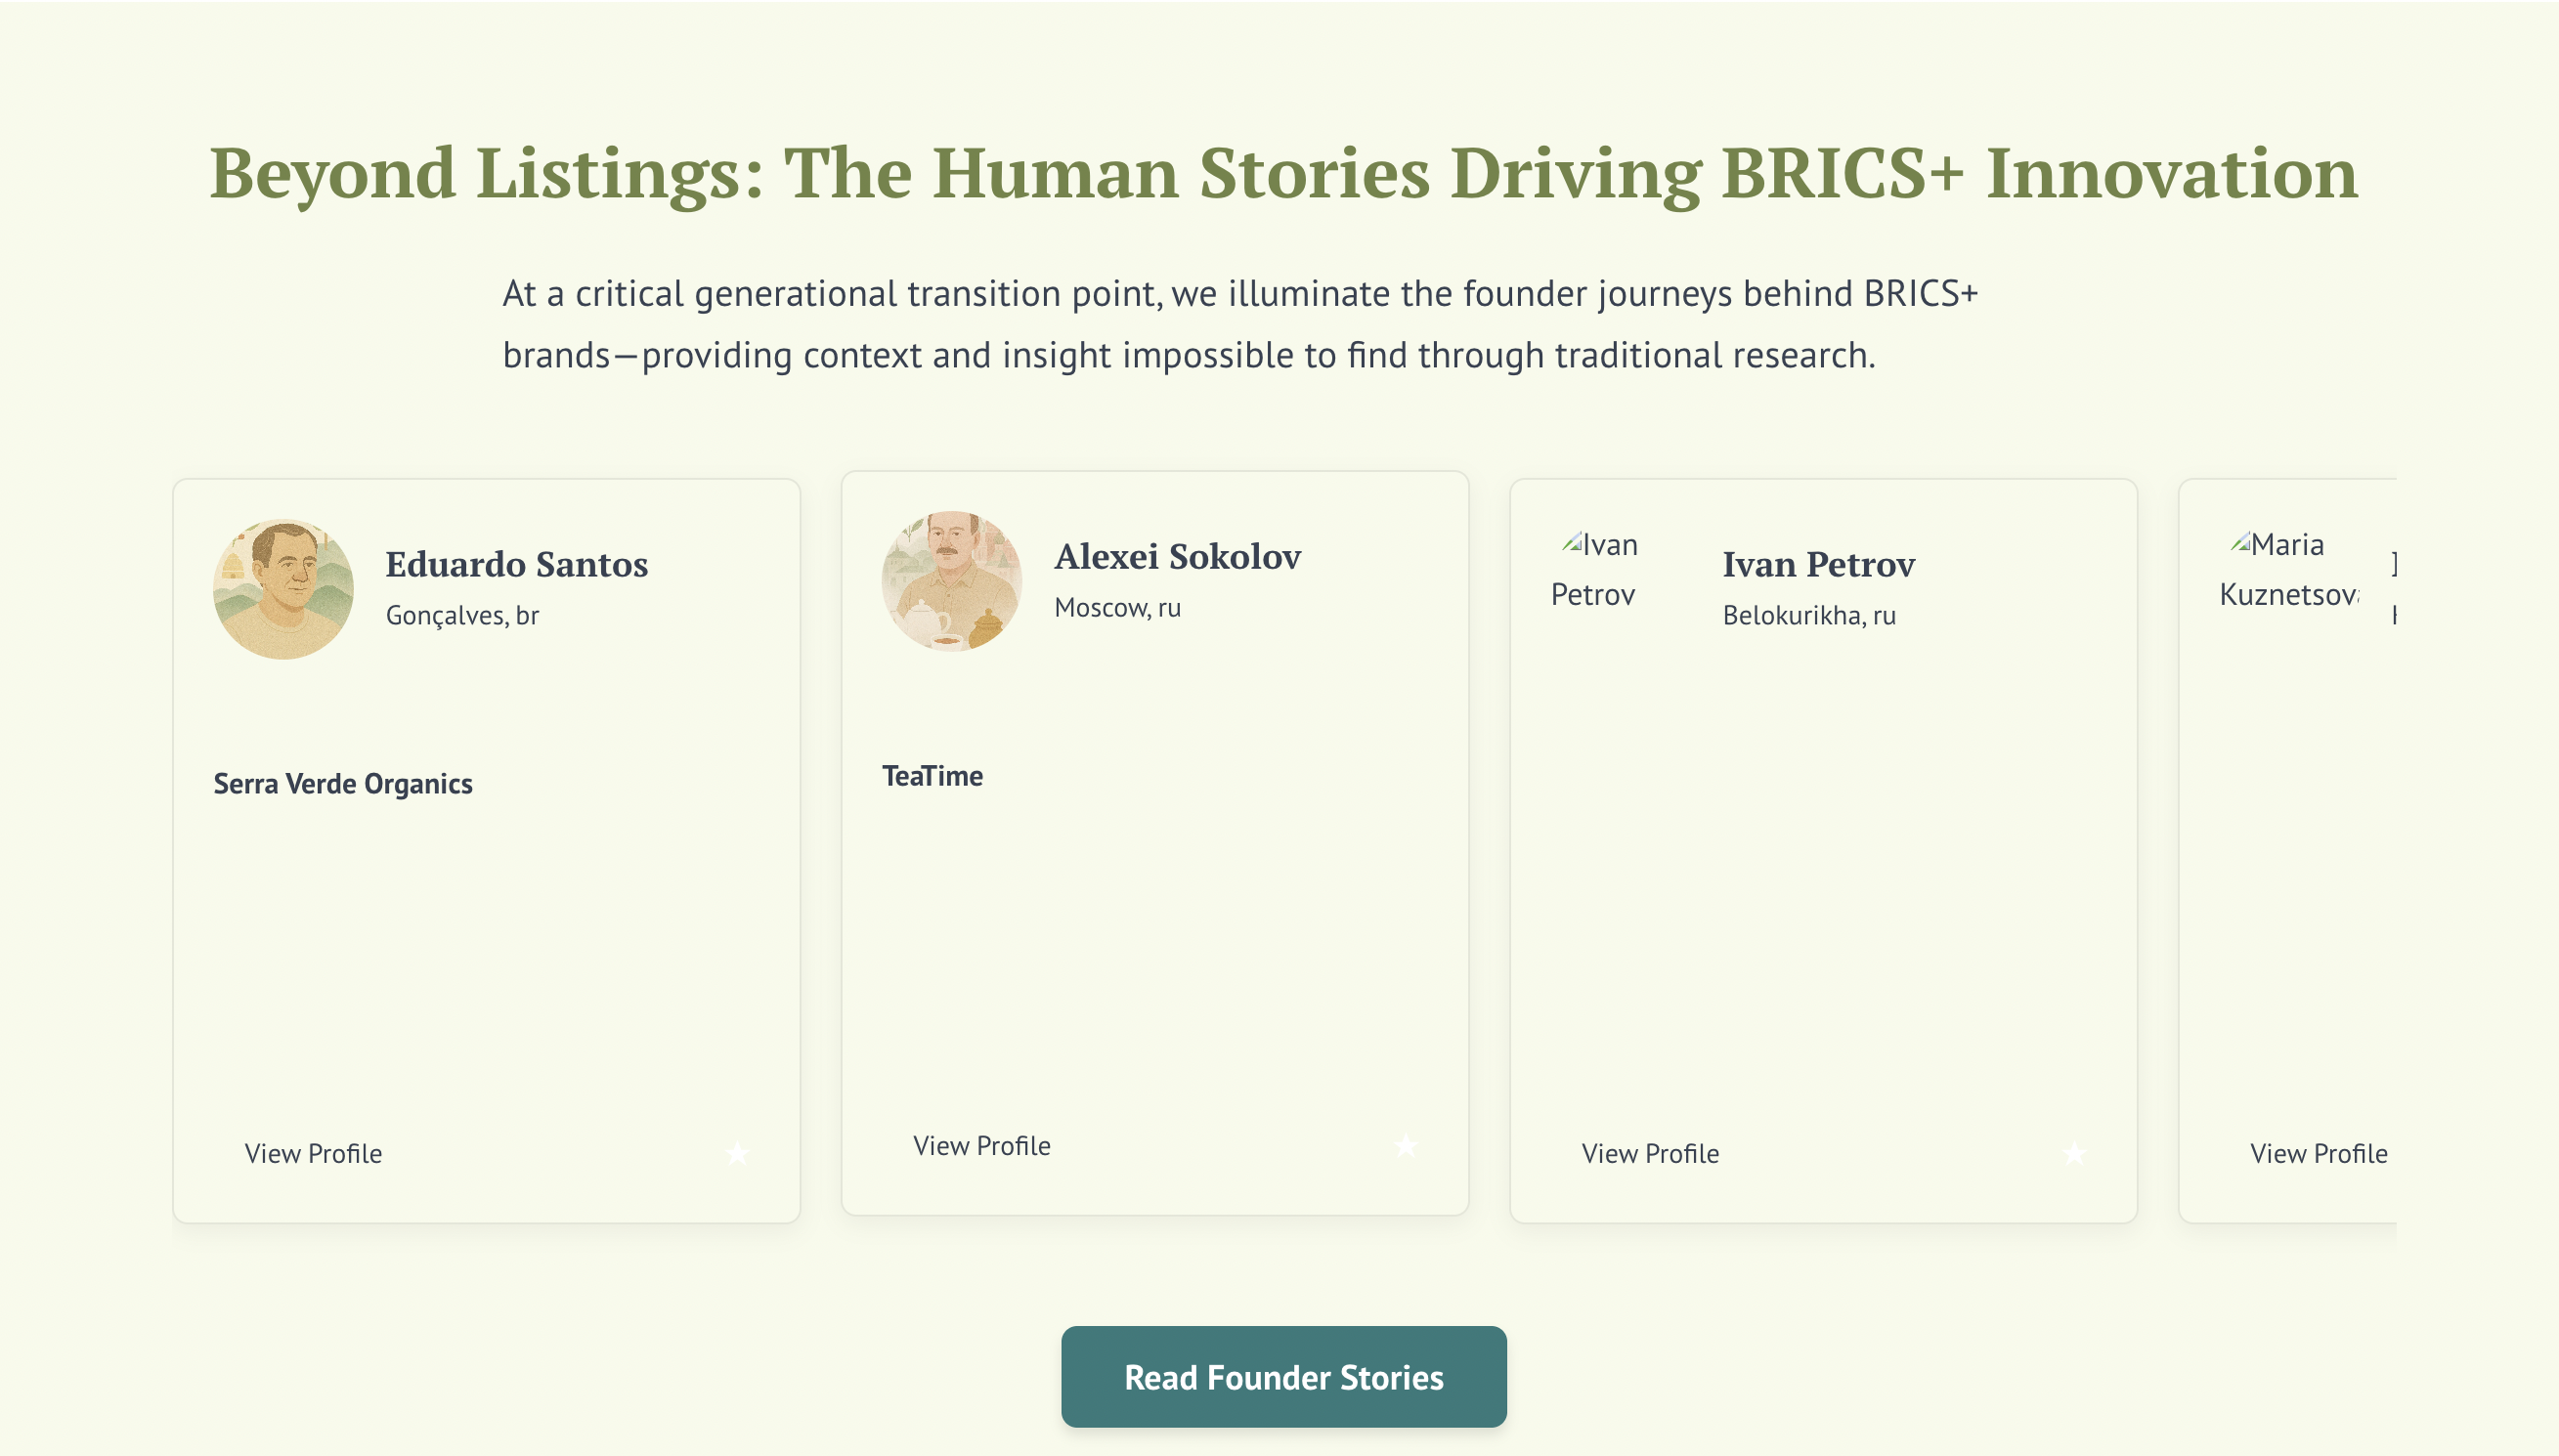 Beyond Listings: The Human Stories Driving BRICS+ Innovation
At a critical generational transition point, we illuminate the founder journeys behind BRICS+
brands—providing context and insight impossible to find through traditional research.
Eduardo Santos
Gonçalves, br
Serra Verde Organics
View Profile
Alexei Sokolov
Moscow, ru
TeaTime
View Profile
Ivan
Petrov
Ivan Petrov
Belokurikha, ru
View Profile
Maria
View Profile
Read Founder Stories